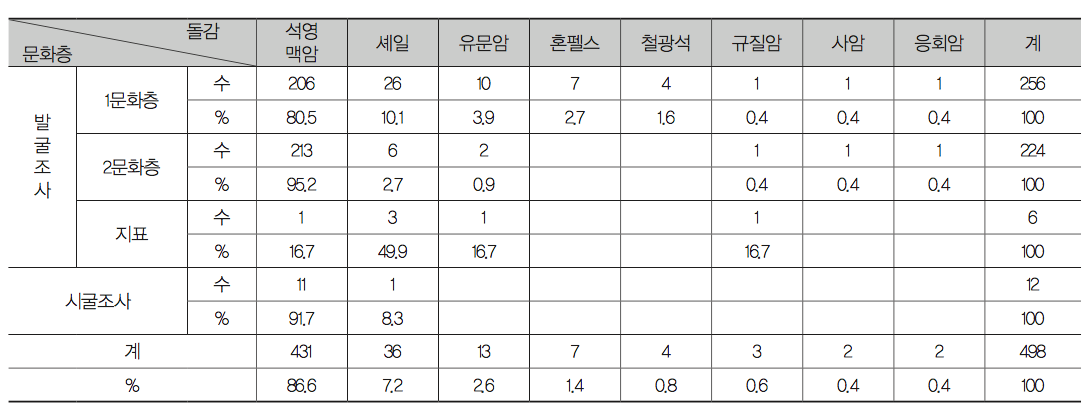 돌감 문화층 석영맥암 셰일 유문암 혼펠스 철광석 규질암 사암 응회암 계
발굴조사 1문화층 수 206 26 10 7 4 1 1 1 256
% 80.5 10.1 3.9 2.7 1.6 0.4 0.4 0.4 100
2문화층 수 213 6 2 1 1 1 224
% 95.2 2.7 0.9 0.4 0.4 0.4 100
지표 수 1 3 1 1 6
% 16.7 49.9 16.7 16.7 100
시굴조사 수 11 1 12
% 91.7 8.3 100
계 431 36 13 7 4 3 2 2 498
% 86.6 7.2 2.6 1.4 0.8 0.6 0.4 0.4 100